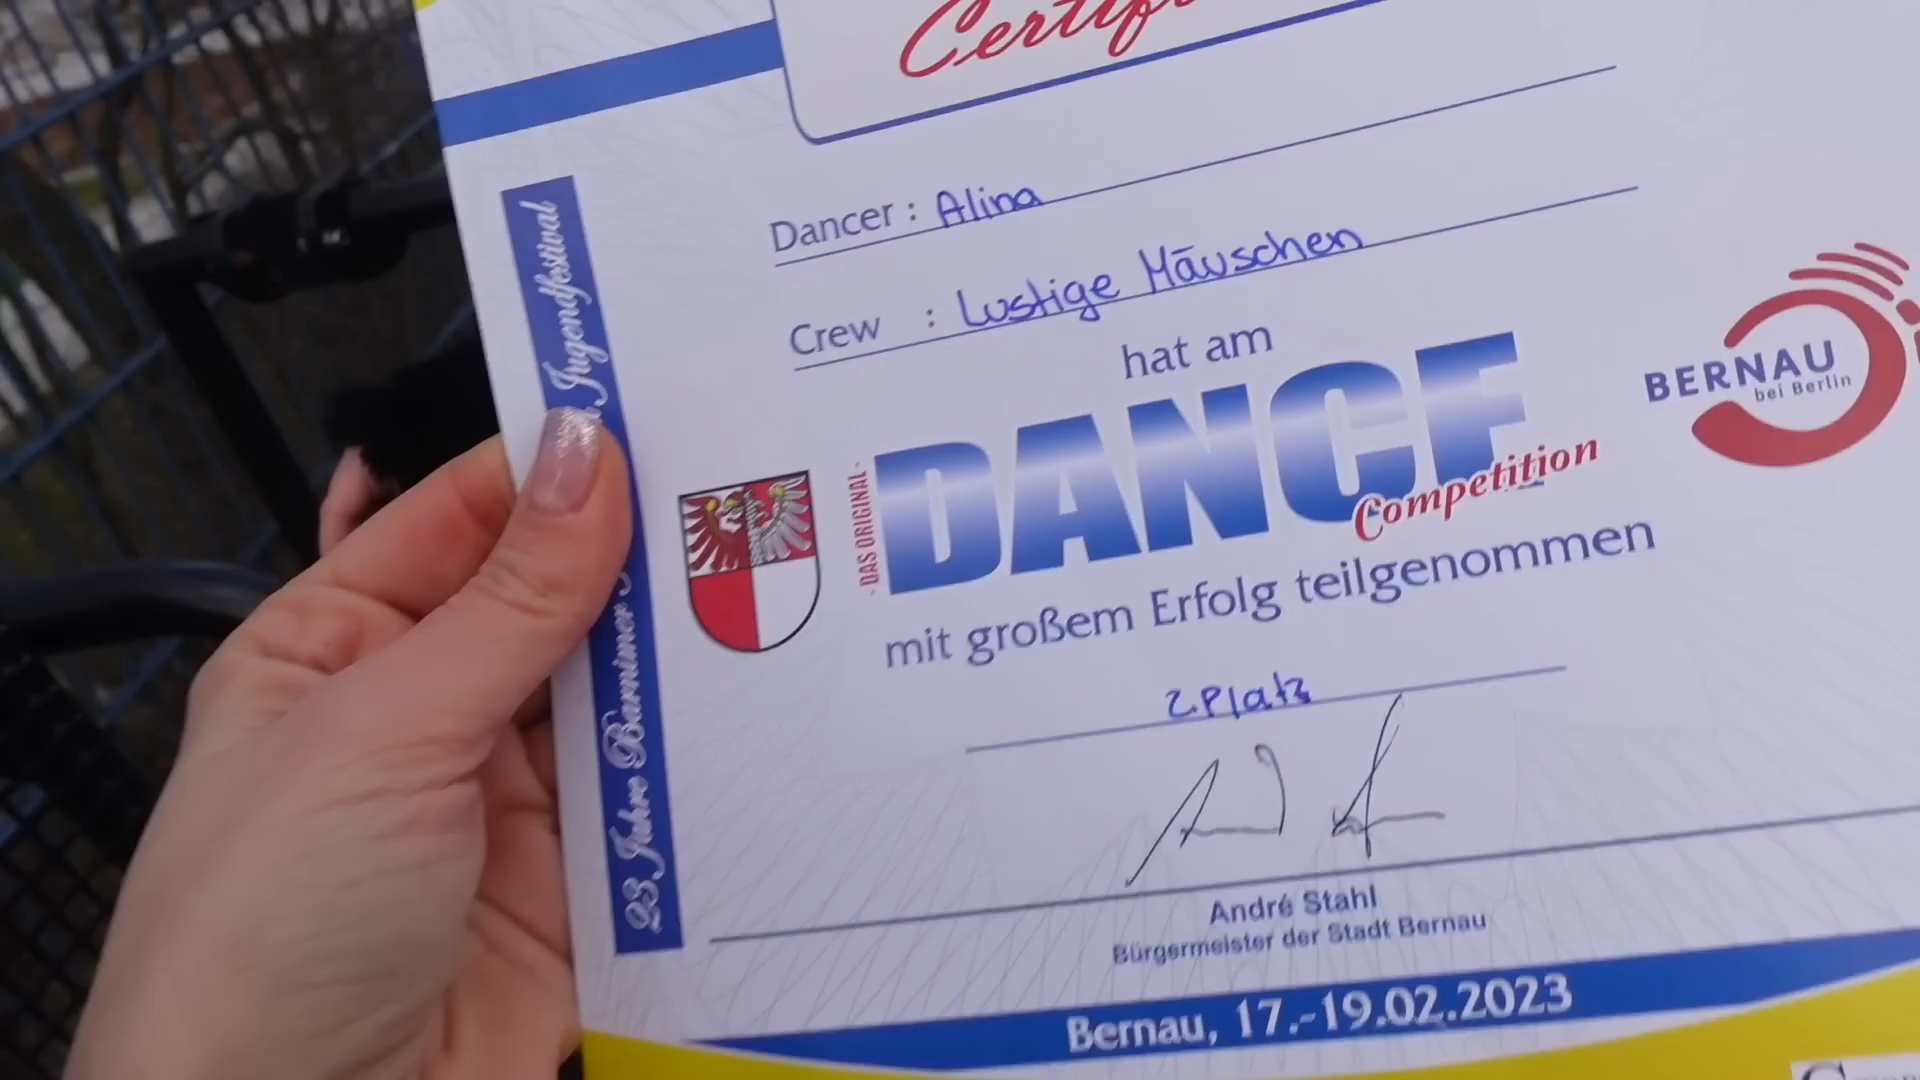 Dancer : Alina
Crew : Lustige Mäuschen
hat am
- DAS ORIGINAL -
DANCE
Competition
mit großem Erfolg teilgenommen
2 Platz
André Stahl
Bürgermeister der Stadt Bernau
Bernau, 17.-19.02.2023
BERNAU
bei Berlin
23 Jahre Barnimer Jugendfestival